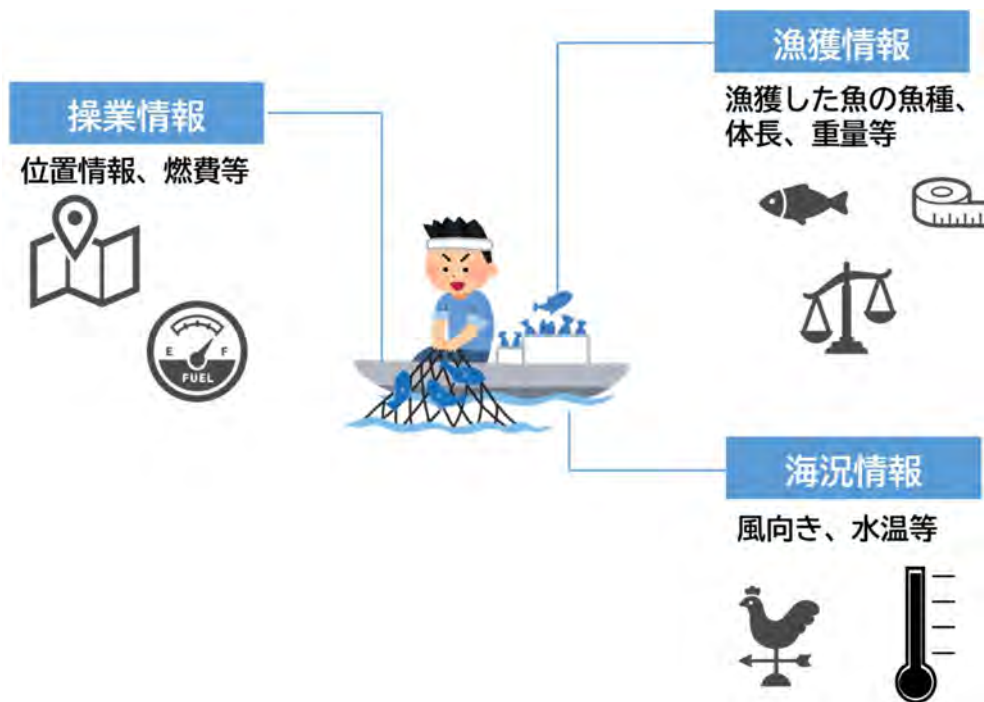 漁獲情報
漁獲した魚の魚種、
体長、重量等
操業情報
位置情報、燃費等
E F
FUEL
海況情報
風向き、水温等